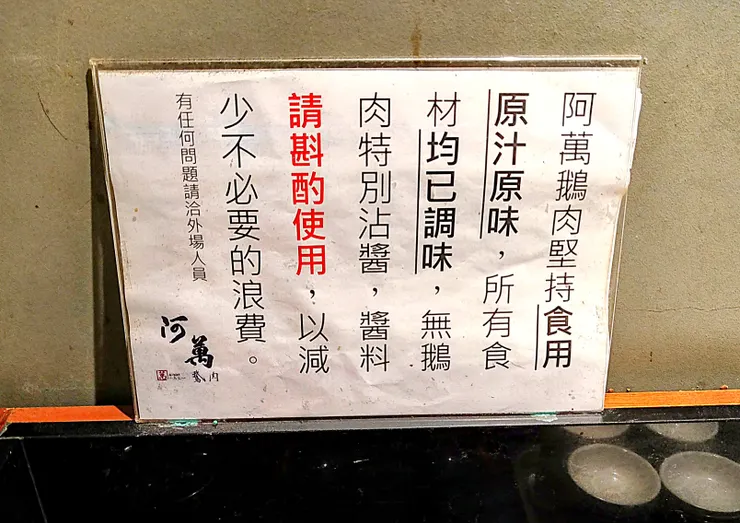 阿萬鵝肉堅持食用
原汁原味，所有食
材均已調味，無鵝
肉特別沾醬，醬料
請斟酌使用，以減
少不必要的浪費。
有任何問題請洽外場人員
阿萬
鵝肉